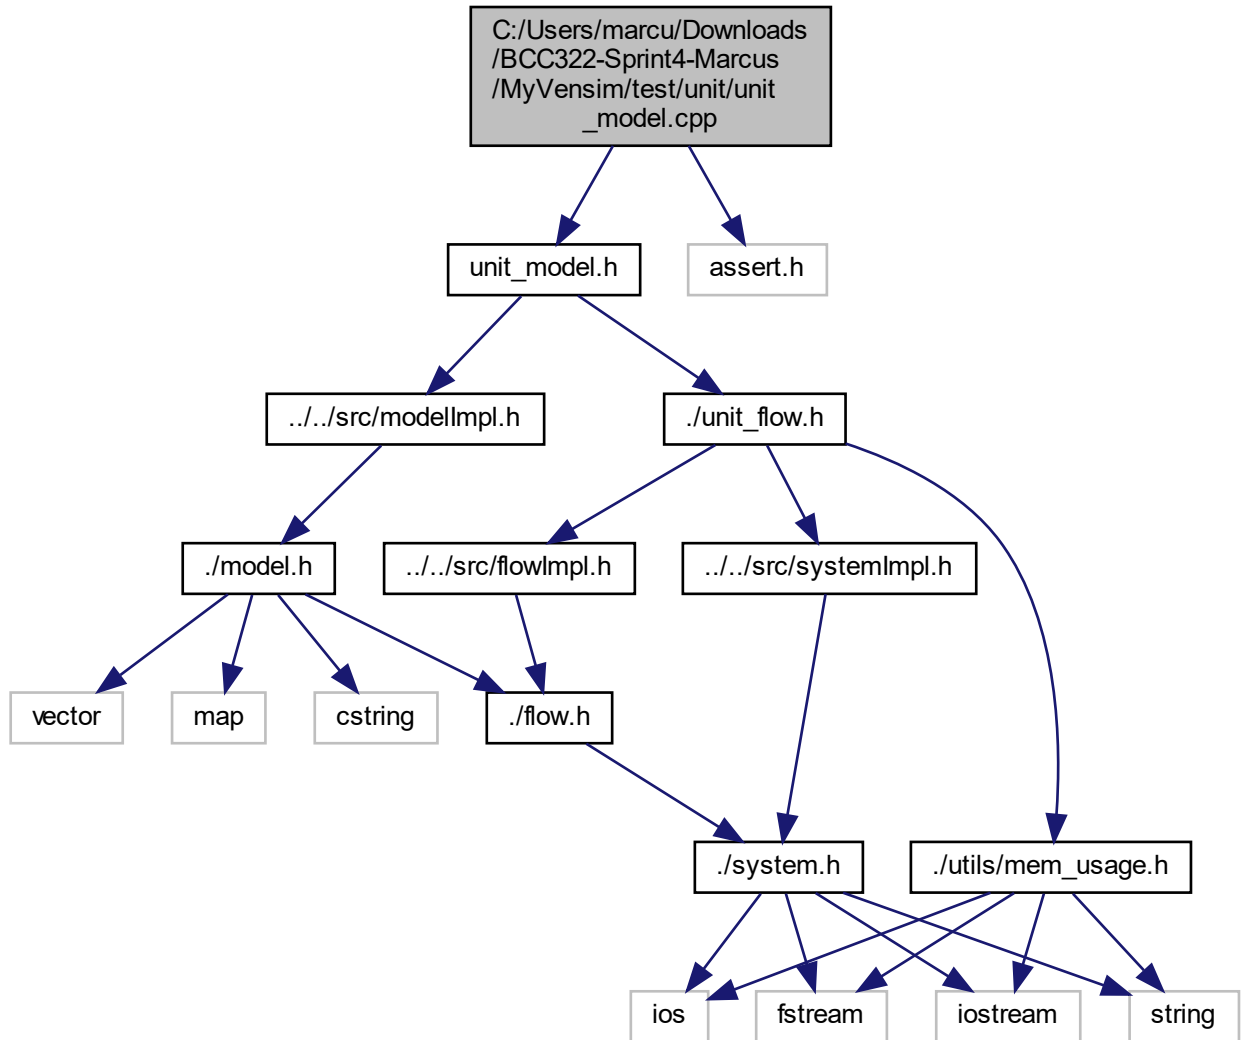 C:/Users/marcu/Downloads
/BCC322-Sprint4-Marcus
/MyVensim/test/unit/unit
_model.cpp
unit_model.h
assert.h
../../src/modelImpl.h
./unit_flow.h
./model.h
../../src/flowImpl.h
../../src/systemImpl.h
vector
map
cstring
./flow.h
./system.h
./utils/mem_usage.h
ios
fstream
iostream
string